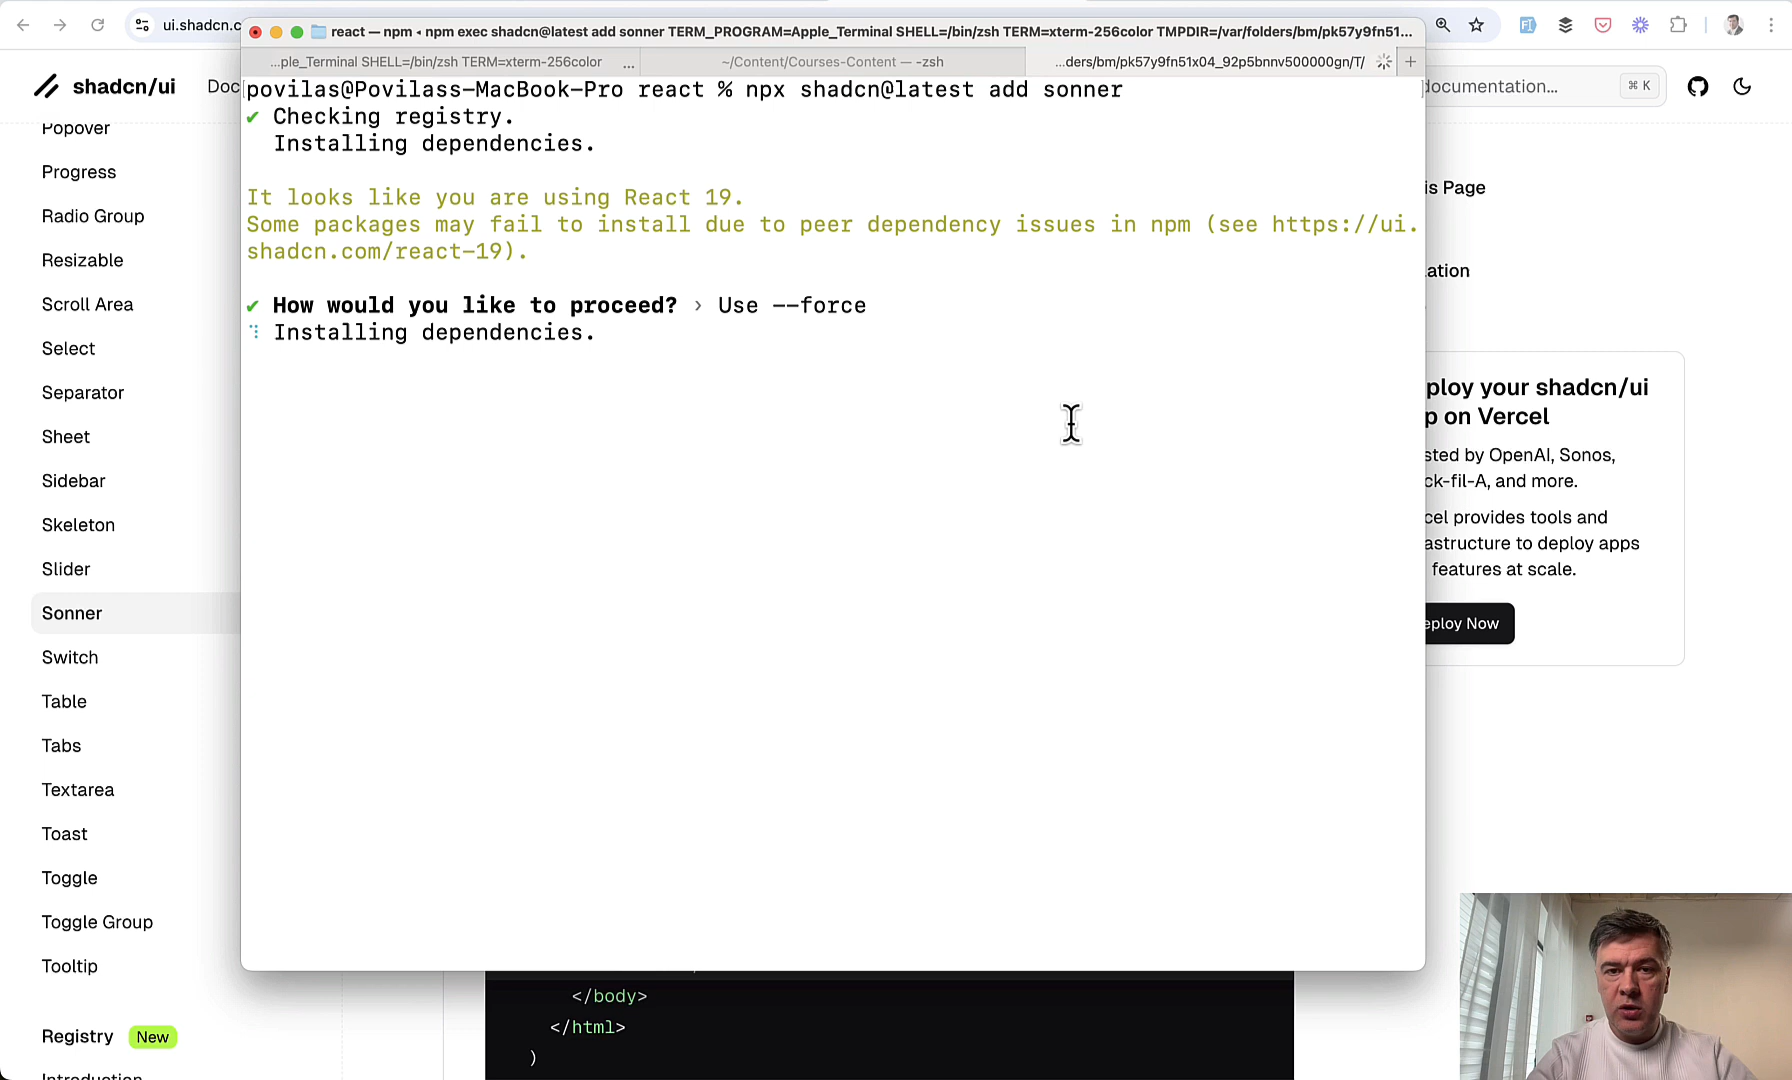 ui.shadcn.c
react — npm ◂ npm exec shadcn@latest add sonner TERM_PROGRAM=Apple_Terminal SHELL=/bin/zsh TERM=xterm-256color TMPDIR=/var/folders/bm/pk57y9fn51...
...ple_Terminal SHELL=/bin/zsh TERM=xterm-256color ...
~/Content/Courses-Content — -zsh
...ders/bm/pk57y9fn51x04_92p5bnnv500000gn/T/
shadcn/ui
Doc
documentation...
⌘ K
povilas@Povilass-MacBook-Pro react % npx shadcn@latest add sonner
✔ Checking registry.
Installing dependencies.
It looks like you are using React 19.
Some packages may fail to install due to peer dependency issues in npm (see https://ui.
shadcn.com/react-19).
✔ How would you like to proceed? › Use --force
Installing dependencies.
Popover
Progress
Radio Group
Resizable
Scroll Area
Select
Separator
Sheet
Sidebar
Skeleton
Slider
Sonner
Switch
Table
Tabs
Textarea
Toast
Toggle
Toggle Group
Tooltip
Registry New
Introduction
is Page
ation
ploy your shadcn/ui
p on Vercel
sted by OpenAI, Sonos,
ck-fil-A, and more.
cel provides tools and
astructure to deploy apps
features at scale.
eploy Now
</body>
</html>
)